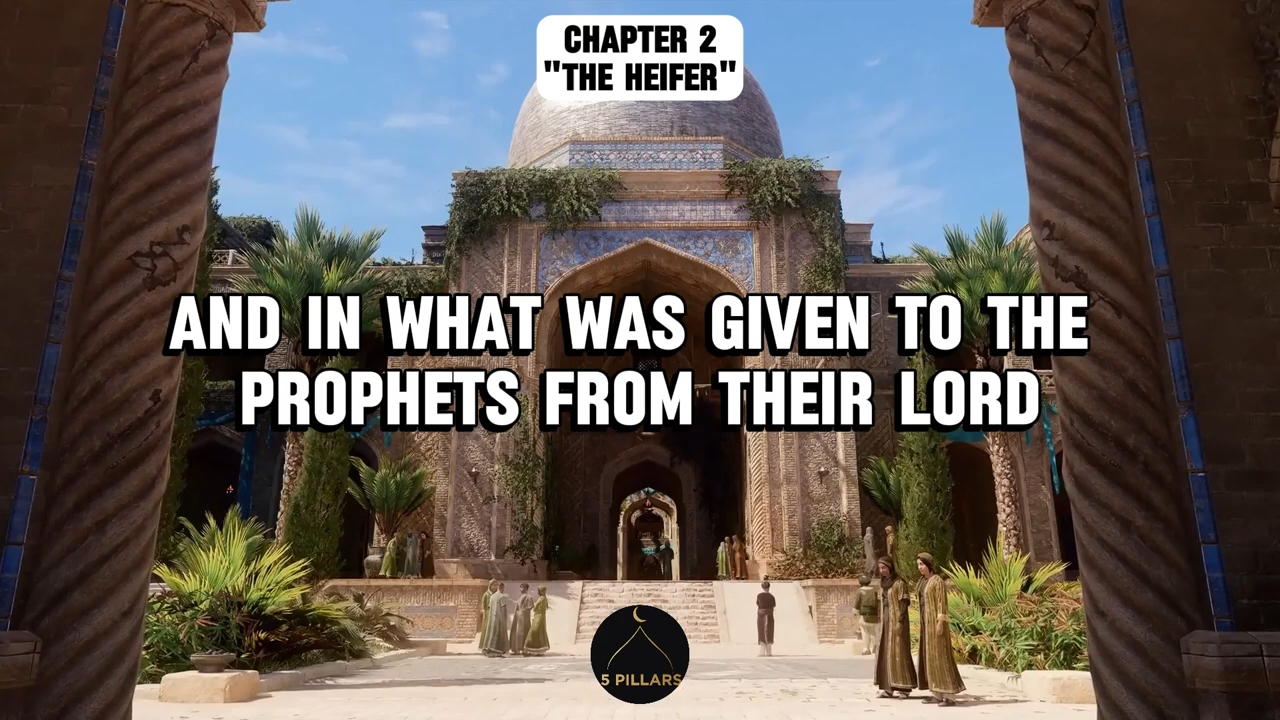 CHAPTER 2
"THE HEIFER"
AND IN WHAT WAS GIVEN TO THE
PROPHETS FROM THEIR LORD
5 PILLARS